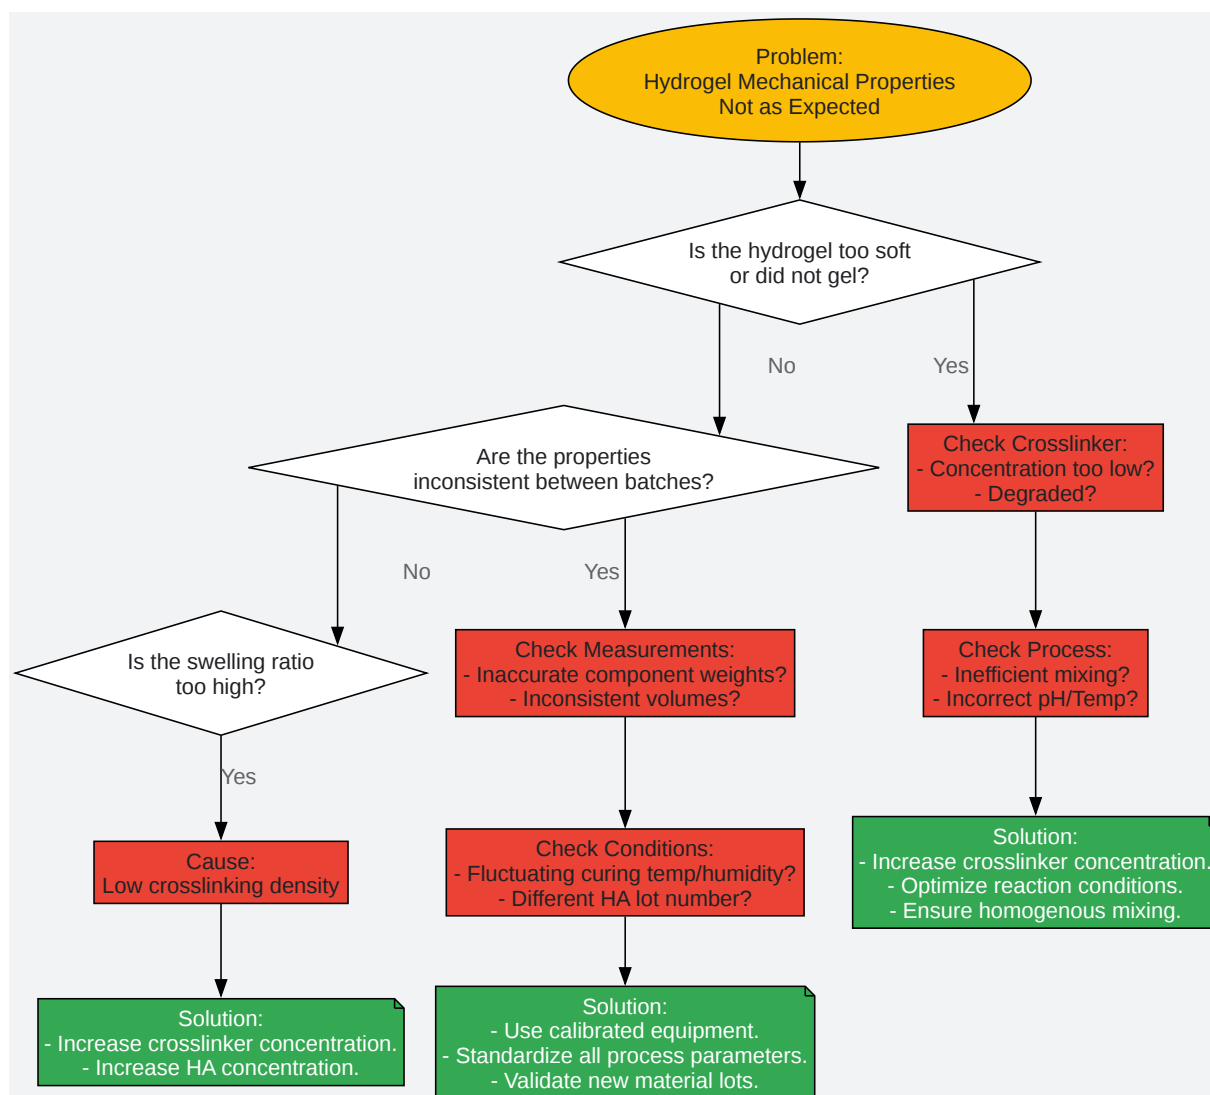 Problem:
Hydrogel Mechanical Properties
Not as Expected
Is the hydrogel too soft
or did not gel?
No
Yes
Are the properties
inconsistent between batches?
Check Crosslinker:
- Concentration too low?
- Degraded?
No
Yes
Is the swelling ratio
too high?
Check Measurements:
- Inaccurate component weights?
- Inconsistent volumes?
Check Process:
- Inefficient mixing?
- Incorrect pH/Temp?
Yes
Cause:
Low crosslinking density
Check Conditions:
- Fluctuating curing temp/humidity?
- Different HA lot number?
Solution:
- Increase crosslinker concentration.
- Optimize reaction conditions.
- Ensure homogenous mixing.
Solution:
- Increase crosslinker concentration.
- Increase HA concentration.
Solution:
- Use calibrated equipment.
- Standardize all process parameters.
- Validate new material lots.